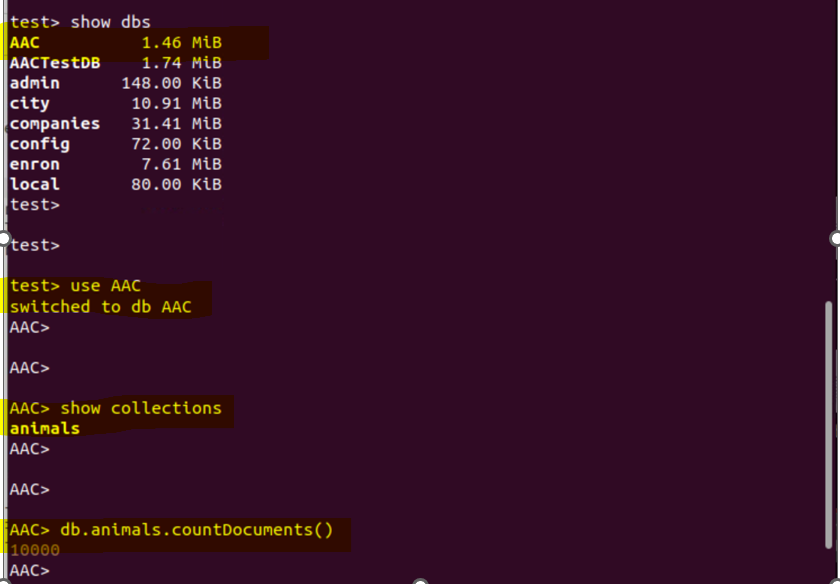 test> show dbs
AAC 1.46 MiB
AACTestDB 1.74 MiB
admin 148.00 KiB
city 10.91 MiB
companies 31.41 MiB
config 72.00 KiB
enron 7.61 MiB
local 80.00 KiB
test>
test>
test> use AAC
switched to db AAC
AAC>
AAC>
AAC> show collections
animals
AAC>
AAC>
AAC> db.animals.countDocuments()
10000
AAC>